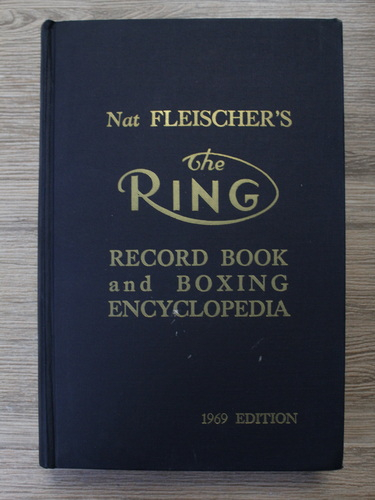 Nat FLEISCHER'S
The
RING
RECORD BOOK
and BOXING
ENCYCLOPEDIA
1969 EDITION